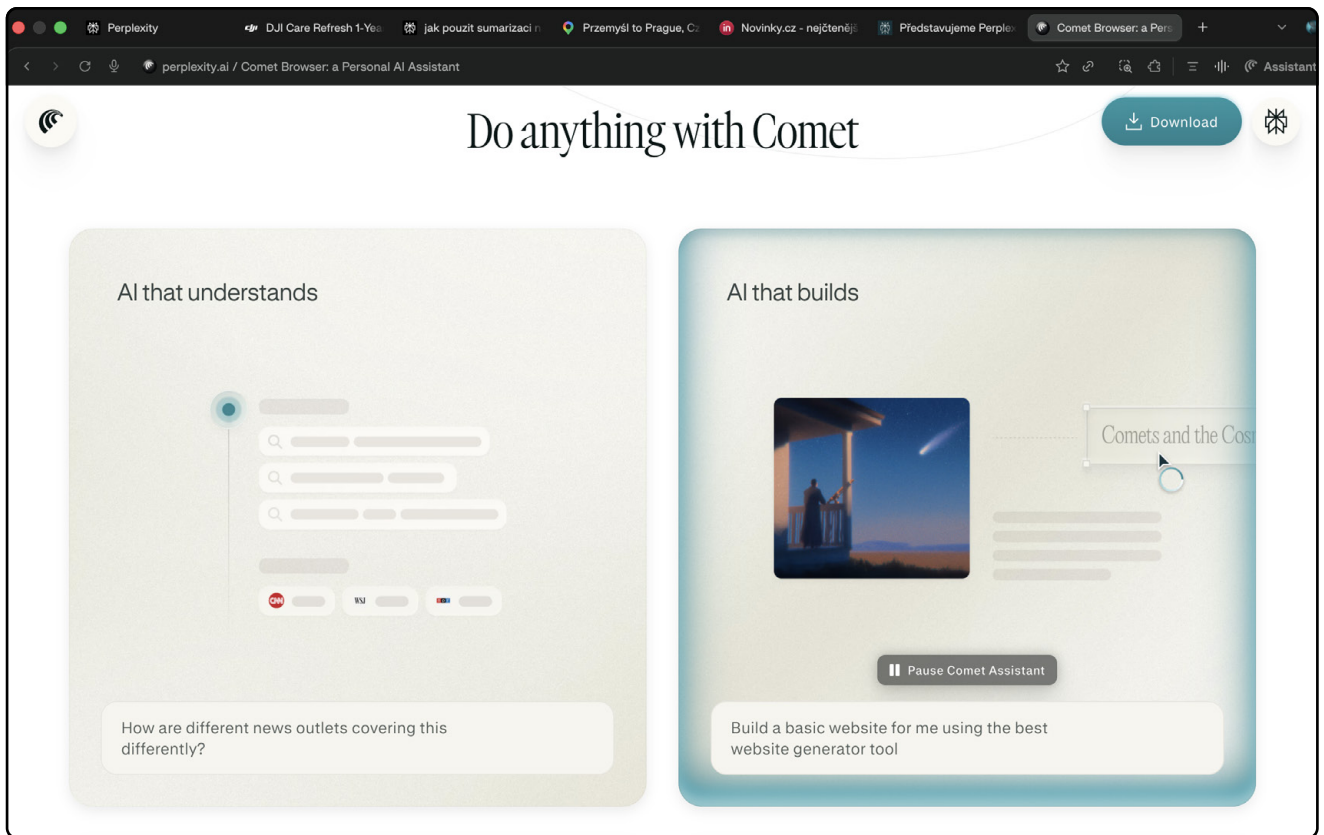 Perplexity
DJI Care Refresh 1-Yea
jak pouzit sumarizaci n
Przemyśl to Prague, Cz
in
Novinky.cz - nejčtenějš
Představujeme Perplex
Comet Browser: a Pers
perplexity.ai / Comet Browser: a Personal AI Assistant
Assistant
Do anything with Comet
Download
AI that understands
CNN
WSJ
How are different news outlets covering this
differently?
AI that builds
Comets and the Cosm
Pause Comet Assistant
Build a basic website for me using the best
website generator tool